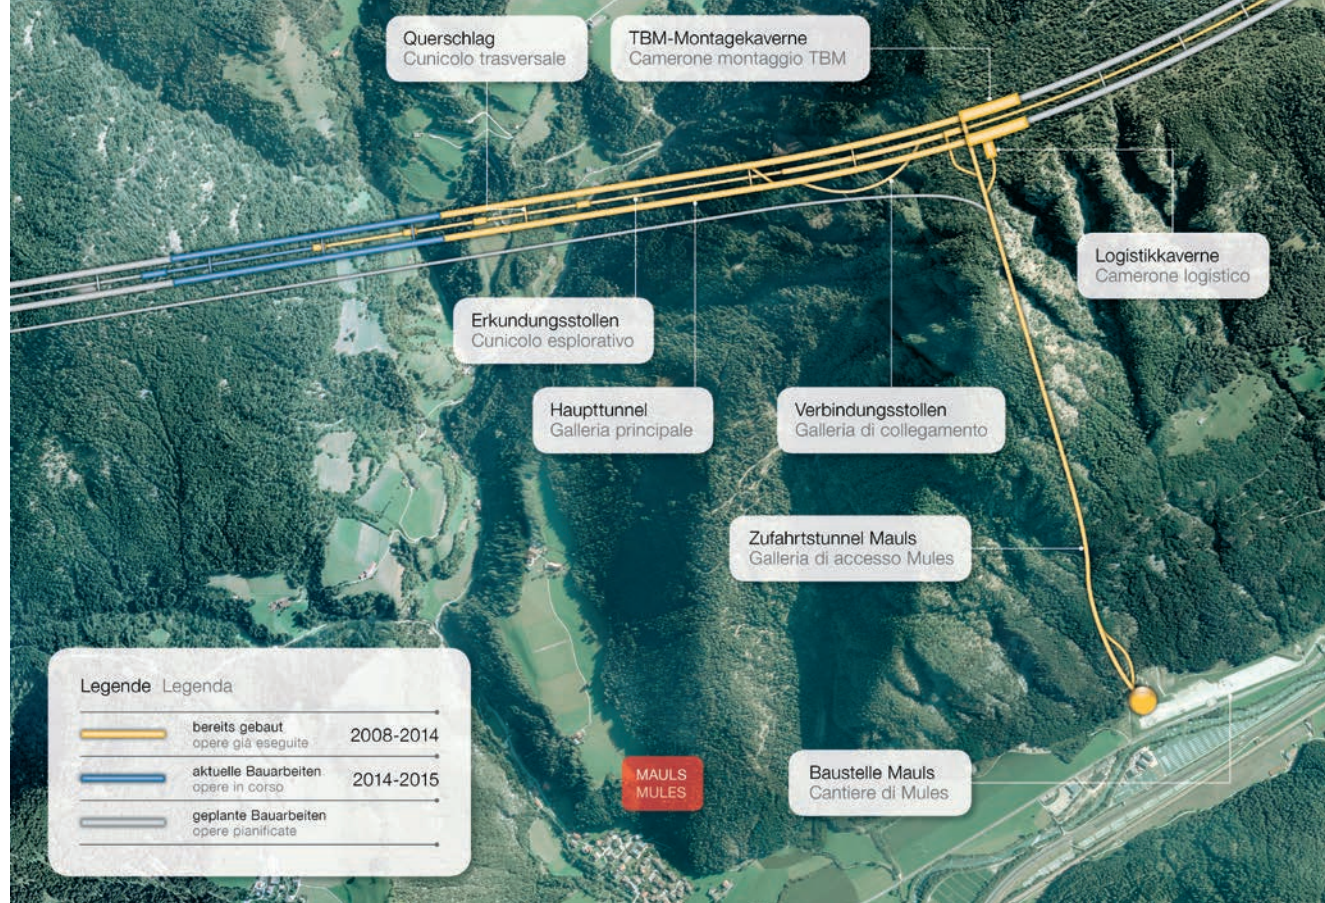 Querschlag
Cunicolo trasversale
TBM-Montagekaverne
Camerone montaggio TBM
Logistikkaverne
Camerone logistico
Erkundungsstollen
Cunicolo esplorativo
Haupttunnel
Galleria principale
Verbindungsstollen
Galleria di collegamento
Zufahrtstunnel Mauls
Galleria di accesso Mules
Legende Legenda
bereits gebaut
opere già eseguite
2008-2014
aktuelle Bauarbeiten
opere in corso
2014-2015
geplante Bauarbeiten
opere pianificate
MAULS
MULES
Baustelle Mauls
Cantiere di Mules